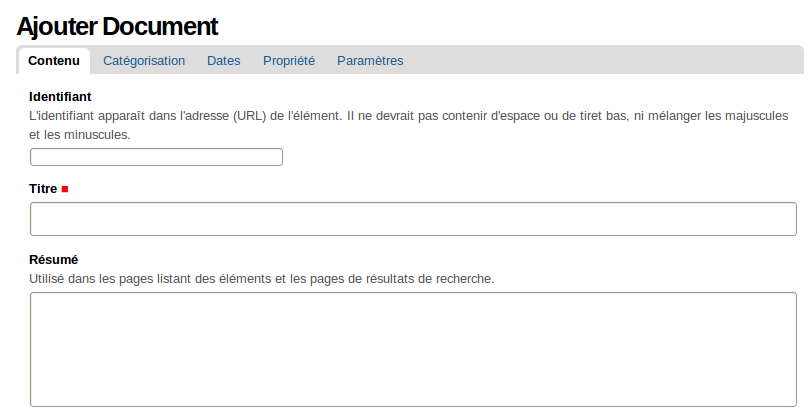 Ajouter Document
Contenu Catégorisation Dates Propriété Paramètres
Identifiant
L'identifiant apparaît dans l'adresse (URL) de l'élément. Il ne devrait pas contenir d'espace ou de tiret bas, ni mélanger les majuscules
et les minuscules.
Titre
Résumé
Utilisé dans les pages listant des éléments et les pages de résultats de recherche.